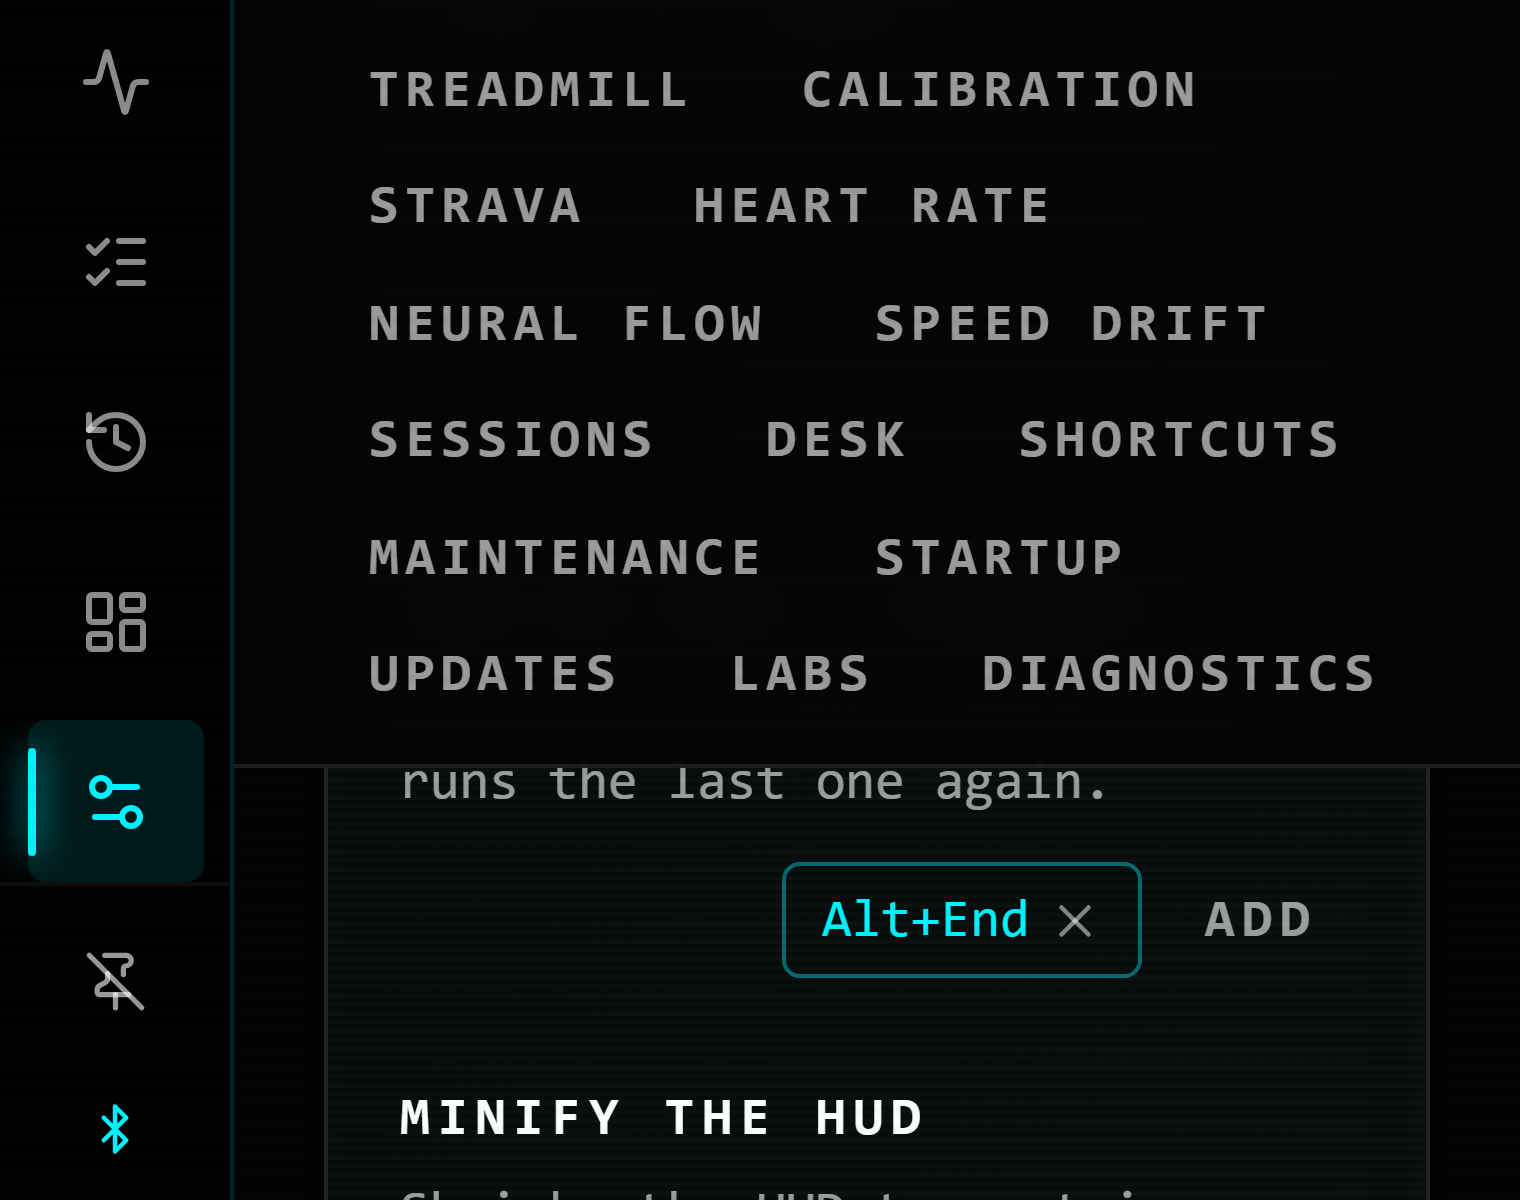 TREADMILL CALIBRATION
STRAVA HEART RATE
NEURAL FLOW SPEED DRIFT
SESSIONS DESK SHORTCUTS
MAINTENANCE STARTUP
UPDATES LABS DIAGNOSTICS
runs the last one again.
Alt+End ADD
MINIFY THE HUD